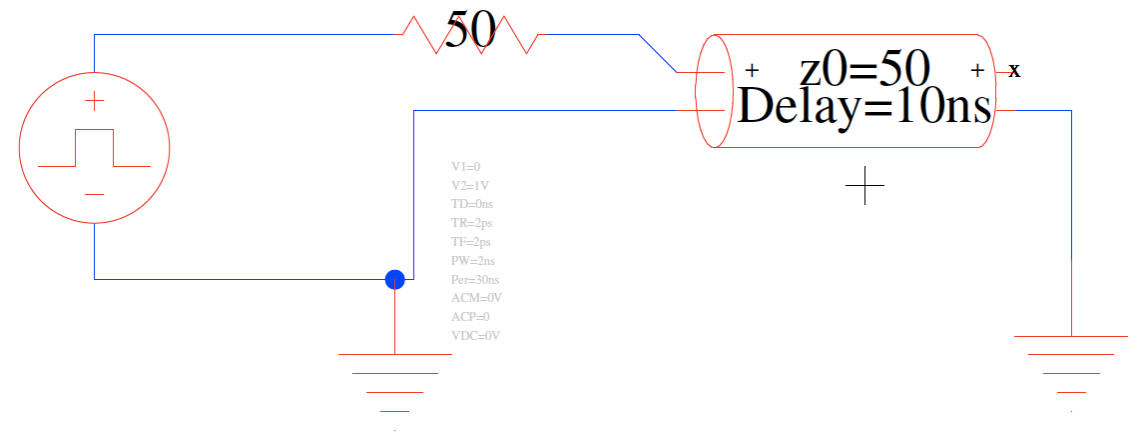 50
+ z0=50 + x
Delay=10ns
+
−
V1=0
V2=1V
TD=0ns
TR=2ps
TF=2ps
PW=2ns
Per=30ns
ACM=0V
ACP=0
VDC=0V